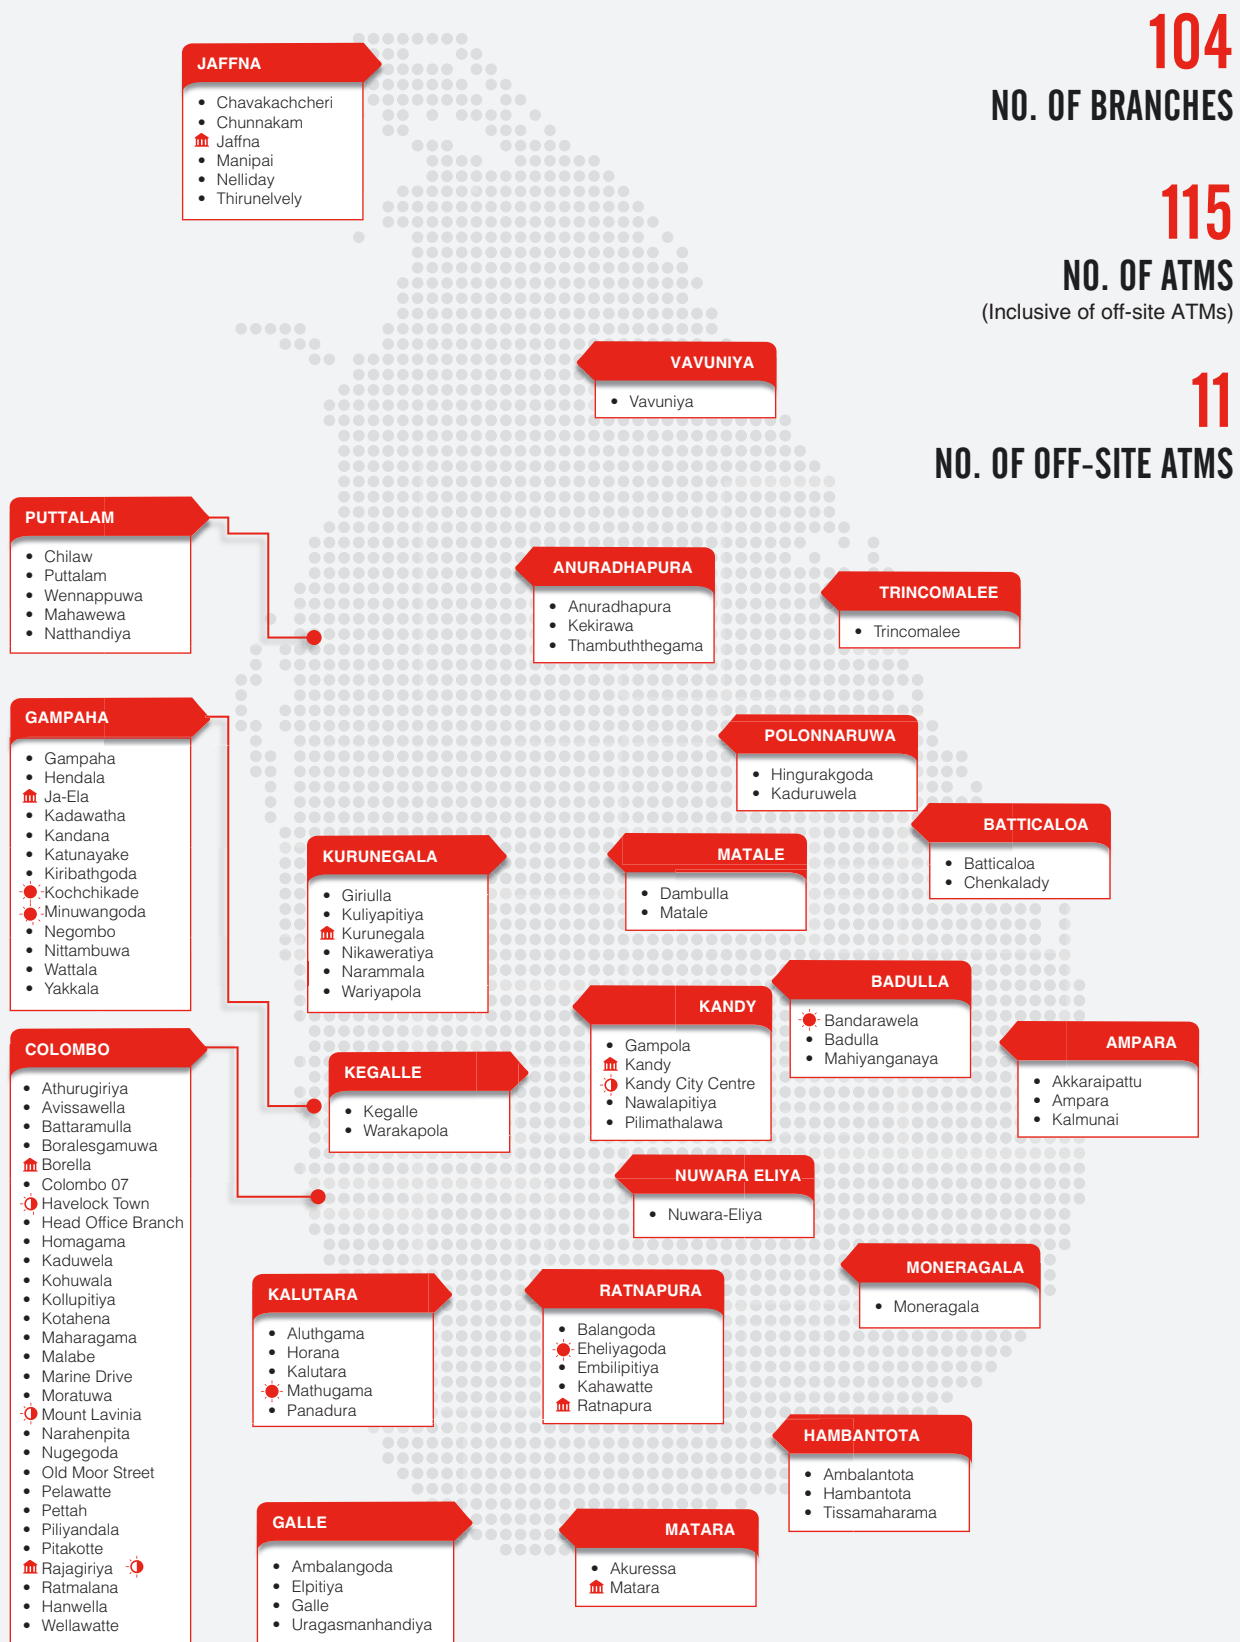 104
NO. OF BRANCHES
115
NO. OF ATMS
(Inclusive of off-site ATMs)
11
NO. OF OFF-SITE ATMS
JAFFNA
Chavakachcheri
Chunnakam
Jaffna
Manipai
Nelliday
Thirunelvely
VAVUNIYA
Vavuniya
PUTTALAM
Chilaw
Puttalam
Wennappuwa
Mahawewa
Natthandiya
ANURADHAPURA
Anuradhapura
Kekirawa
Thambuththegama
TRINCOMALEE
Trincomalee
GAMPAHA
Gampaha
Hendala
Ja-Ela
Kadawatha
Kandana
Katunayake
Kiribathgoda
Kochchikade
Minuwangoda
Negombo
Nittambuwa
Wattala
Yakkala
POLONNARUWA
Hingurakgoda
Kaduruwela
BATTICALOA
Batticaloa
Chenkalady
KURUNEGALA
Giriulla
Kuliyapitiya
Kurunegala
Nikaweratiya
Narammala
Wariyapola
MATALE
Dambulla
Matale
BADULLA
Bandarawela
Badulla
Mahiyanganaya
KANDY
Gampola
Kandy
Kandy City Centre
Nawalapitiya
Pilimathalawa
AMPARA
Akkaraipattu
Ampara
Kalmunai
COLOMBO
Athurugiriya
Avissawella
Battaramulla
Boralesgamuwa
Borella
Colombo 07
Havelock Town
Head Office Branch
Homagama
Kaduwela
Kohuwala
Kollupitiya
Kotahena
Maharagama
Malabe
Marine Drive
Moratuwa
Mount Lavinia
Narahenpita
Nugegoda
Old Moor Street
Pelawatte
Pettah
Piliyandala
Pitakotte
Rajagiriya
Ratmalana
Hanwella
Wellawatte
KEGALLE
Kegalle
Warakapola
NUWARA ELIYA
Nuwara-Eliya
MONERAGALA
Moneragala
KALUTARA
Aluthgama
Horana
Kalutara
Mathugama
Panadura
RATNAPURA
Balangoda
Eheliyagoda
Embilipitiya
Kahawatte
Ratnapura
HAMBANTOTA
Ambalantota
Hambantota
Tissamaharama
GALLE
Ambalangoda
Elpitiya
Galle
Uragasmanhandiya
MATARA
Akuressa
Matara